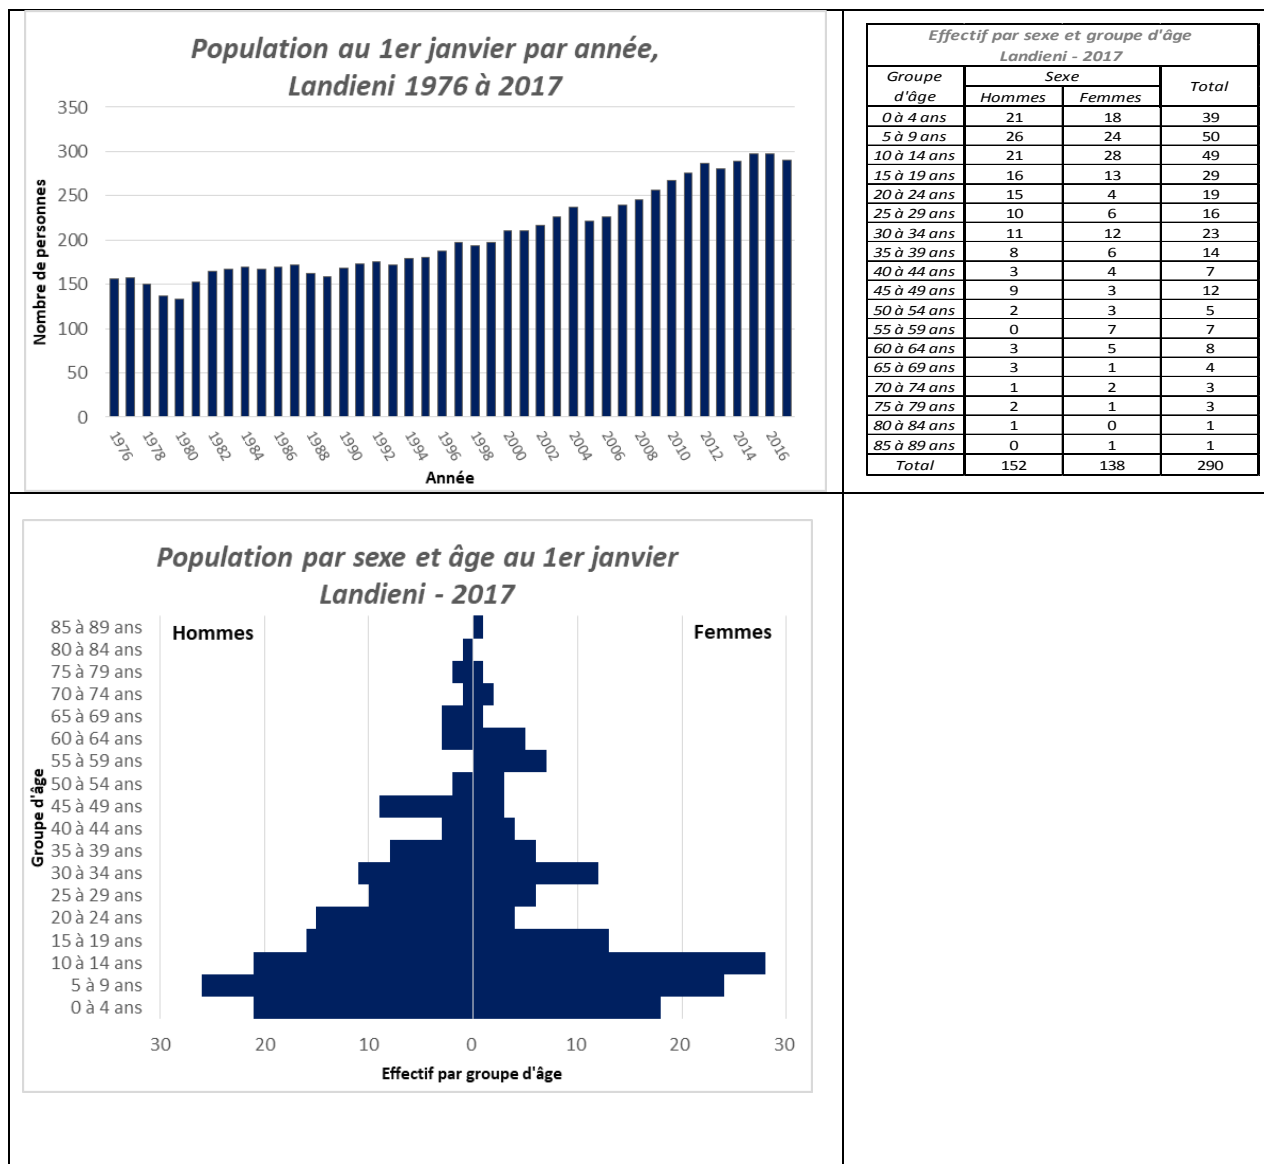 Population au 1er janvier par année,
Landieni 1976 à 2017
350
300
250
200
150
100
50
0
Nombre de personnes
1976 1978 1980 1982 1984 1986 1988 1990 1992 1994 1996 1998 2000 2002 2004 2006 2008 2010 2012 2014 2016
Année
Effectif par sexe et groupe d'âge
Landieni - 2017
Groupe d'âge Sexe Total
Hommes Femmes
0 à 4 ans 21 18 39
5 à 9 ans 26 24 50
10 à 14 ans 21 28 49
15 à 19 ans 16 13 29
20 à 24 ans 15 4 19
25 à 29 ans 10 6 16
30 à 34 ans 11 12 23
35 à 39 ans 8 6 14
40 à 44 ans 3 4 7
45 à 49 ans 9 3 12
50 à 54 ans 2 3 5
55 à 59 ans 0 7 7
60 à 64 ans 3 5 8
65 à 69 ans 3 1 4
70 à 74 ans 1 2 3
75 à 79 ans 2 1 3
80 à 84 ans 1 0 1
85 à 89 ans 0 1 1
Total 152 138 290
Population par sexe et âge au 1er janvier
Landieni - 2017
Hommes Femmes
85 à 89 ans
80 à 84 ans
75 à 79 ans
70 à 74 ans
65 à 69 ans
60 à 64 ans
55 à 59 ans
50 à 54 ans
45 à 49 ans
40 à 44 ans
35 à 39 ans
30 à 34 ans
25 à 29 ans
20 à 24 ans
15 à 19 ans
10 à 14 ans
5 à 9 ans
0 à 4 ans
Groupe d'âge
30 20 10 0 10 20 30
Effectif par groupe d'âge